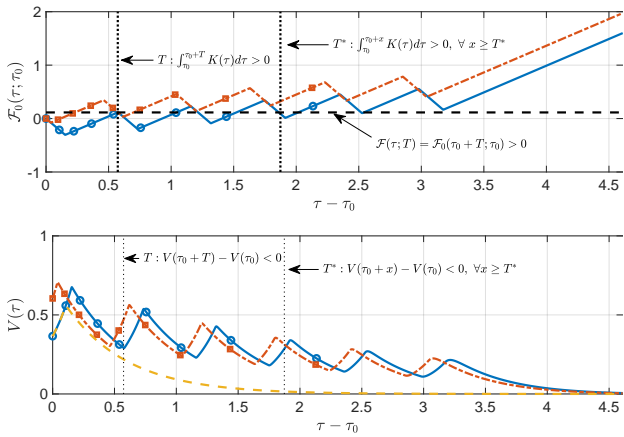 2
1
0
-1
0 0.5 1 1.5 2 2.5 3 3.5 4 4.5
τ − τ₀
ℱ₀(τ; τ₀)
T : ∫_{τ₀}^{τ₀+T} K(τ)dτ > 0
T* : ∫_{τ₀}^{τ₀+x} K(τ)dτ > 0, ∀ x ≥ T*
ℱ(τ; T) = ℱ₀(τ₀ + T; τ₀) > 0
1
0.5
0
0 0.5 1 1.5 2 2.5 3 3.5 4 4.5
τ − τ₀
V(τ)
T : V(τ₀ + T) − V(τ₀) < 0
T* : V(τ₀ + x) − V(τ₀) < 0, ∀x ≥ T*